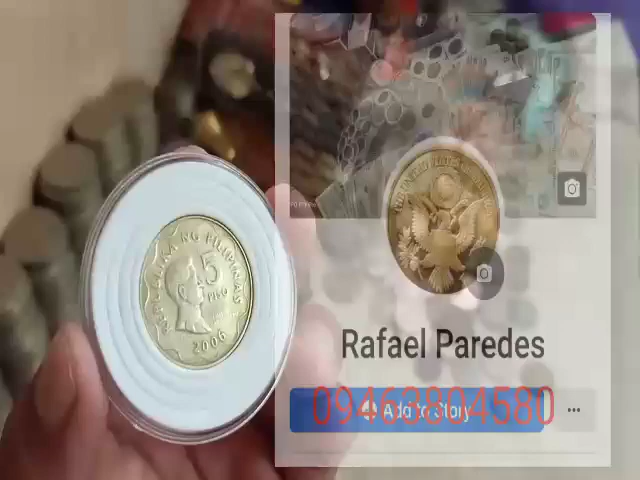 REPUBLIKA NG PILIPINAS
5
PISO
2006
Rafael Paredes
Add to Story
09463804580